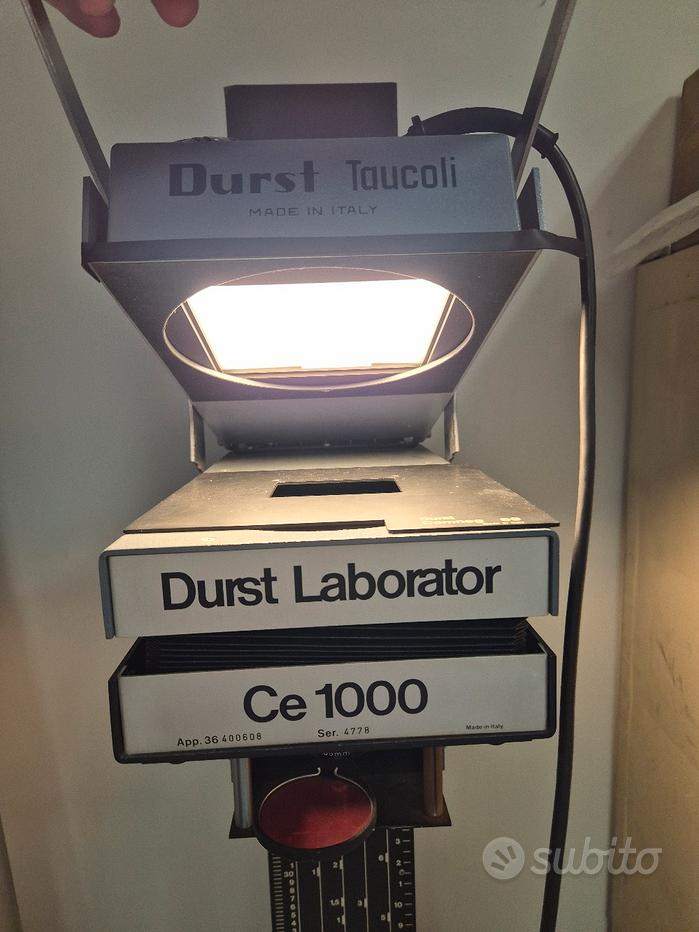 Durst Taucoli
MADE IN ITALY
Durst Laborator
Ce 1000
App. 36 400608 Ser. 4778 Made in Italy
subito